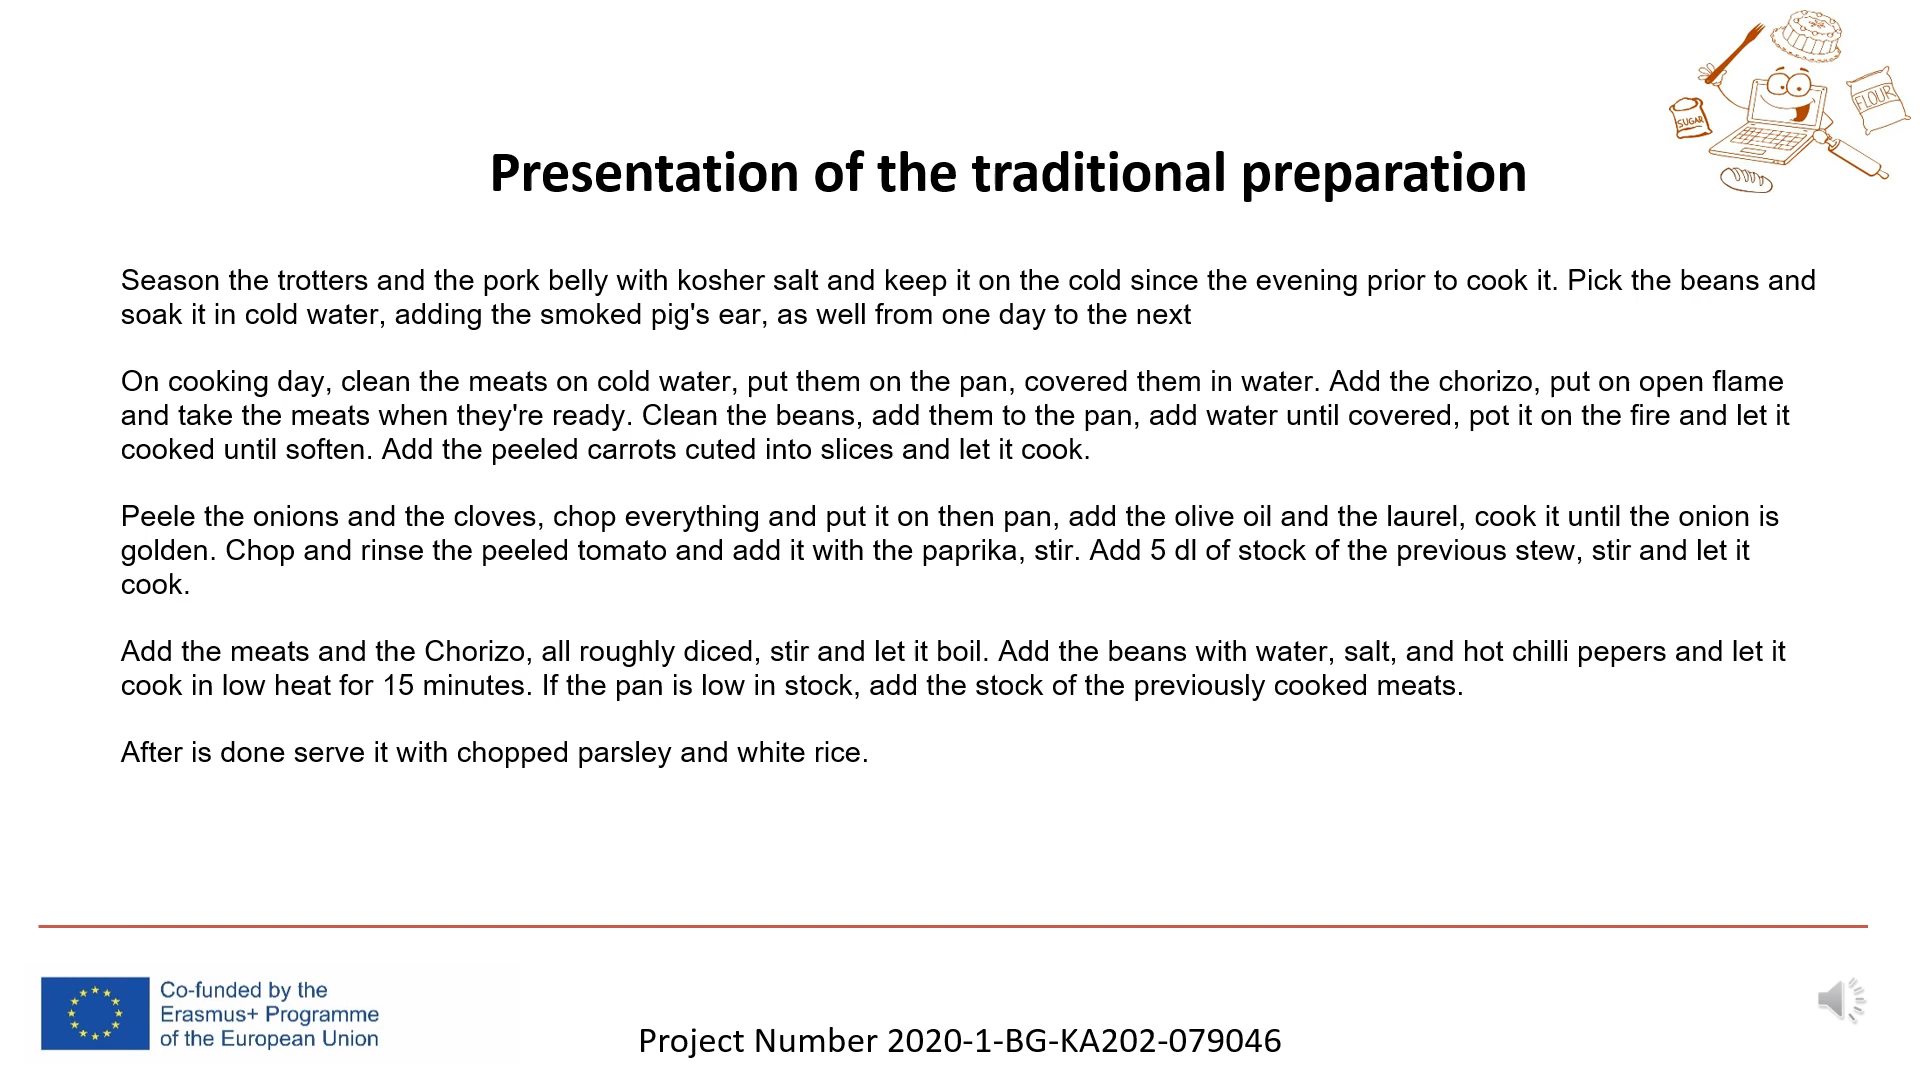 SUGAR
FLOUR
Presentation of the traditional preparation
Season the trotters and the pork belly with kosher salt and keep it on the cold since the evening prior to cook it. Pick the beans and
soak it in cold water, adding the smoked pig's ear, as well from one day to the next
On cooking day, clean the meats on cold water, put them on the pan, covered them in water. Add the chorizo, put on open flame
and take the meats when they're ready. Clean the beans, add them to the pan, add water until covered, pot it on the fire and let it
cooked until soften. Add the peeled carrots cuted into slices and let it cook.
Peele the onions and the cloves, chop everything and put it on then pan, add the olive oil and the laurel, cook it until the onion is
golden. Chop and rinse the peeled tomato and add it with the paprika, stir. Add 5 dl of stock of the previous stew, stir and let it
cook.
Add the meats and the Chorizo, all roughly diced, stir and let it boil. Add the beans with water, salt, and hot chilli pepers and let it
cook in low heat for 15 minutes. If the pan is low in stock, add the stock of the previously cooked meats.
After is done serve it with chopped parsley and white rice.
Co-funded by the
Erasmus+ Programme
of the European Union
Project Number 2020-1-BG-KA202-079046